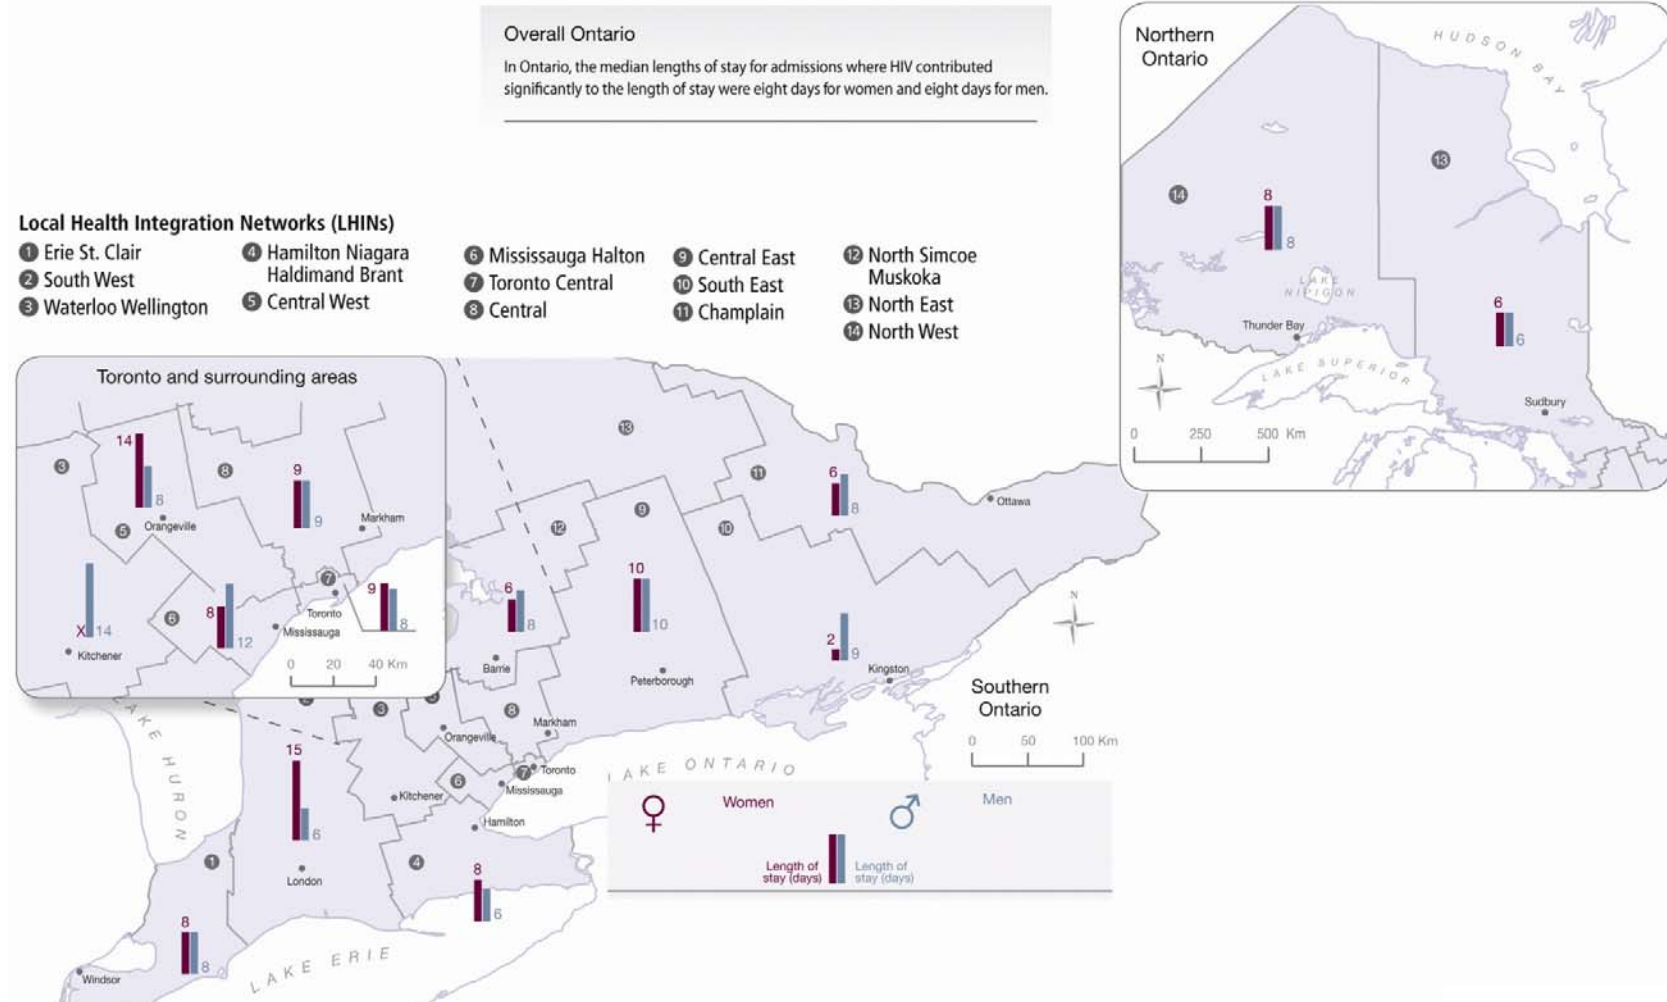 Overall Ontario
In Ontario, the median lengths of stay for admissions where HIV contributed
significantly to the length of stay were eight days for women and eight days for men.
Local Health Integration Networks (LHINs)
1 Erie St. Clair
2 South West
3 Waterloo Wellington
4 Hamilton Niagara
Haldimand Brant
5 Central West
6 Mississauga Halton
7 Toronto Central
8 Central
9 Central East
10 South East
11 Champlain
12 North Simcoe
Muskoka
13 North East
14 North West
Northern
Ontario
HUDSON BAY
13
14
8
8
LAKE
NIPIGON
6
6
Thunder Bay
LAKE SUPERIOR
Sudbury
N
0 250 500 Km
Toronto and surrounding areas
3
14
8
8
9
9
5
Orangeville
Markham
7
X 14
6
8
12
9
8
Toronto
Mississauga
Kitchener
0 20 40 Km
13
11
6
8
Ottawa
12
9
10
10
10
6
8
2
9
N
Barrie
Peterborough
Kingston
Southern
Ontario
0 50 100 Km
3
8
Markham
Orangeville
7
Toronto
6
Mississauga
Kitchener
Hamilton
LAKE ONTARIO
LAKE HURON
15
6
London
1
4
8
6
8
8
Windsor
LAKE ERIE
Women
Men
Length of
stay (days)
Length of
stay (days)